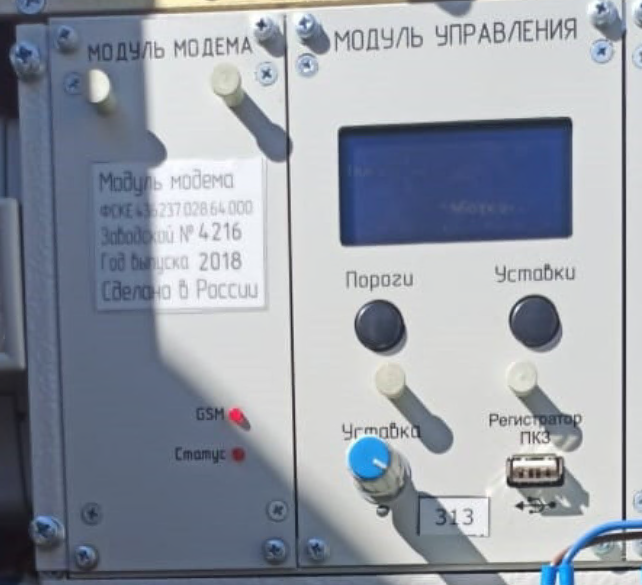 МОДУЛЬ МОДЕМА
Модуль модема
ФСКЕ 436237.028.64.000
Заводской № 4216
Год выпуска 2018
Сделано в России
GSM
Статус
МОДУЛЬ УПРАВЛЕНИЯ
Пороги
Уставки
Уставка
Регистратор
ПКЗ
313